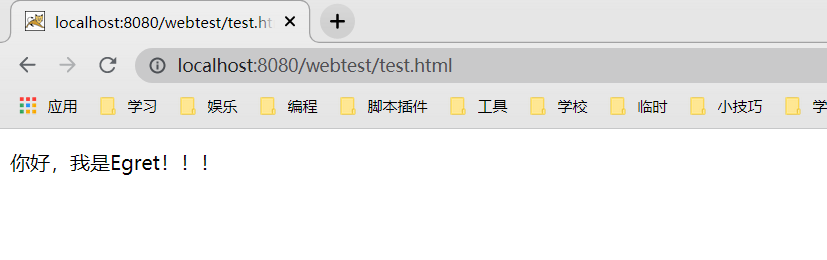 localhost:8080/webtest/test.ht
localhost:8080/webtest/test.html
应用 学习 娱乐 编程 脚本插件 工具 学校 临时 小技巧 学
你好，我是Egret！！！